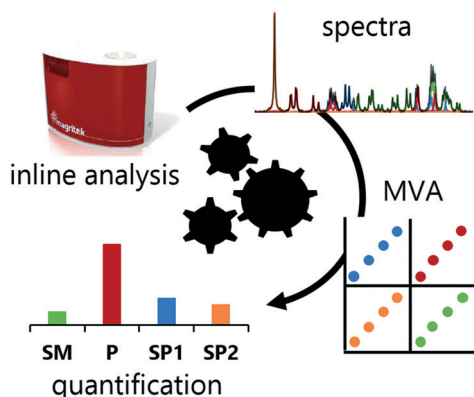 spectra
magritek
inline analysis
MVA
SM P SP1 SP2
quantification